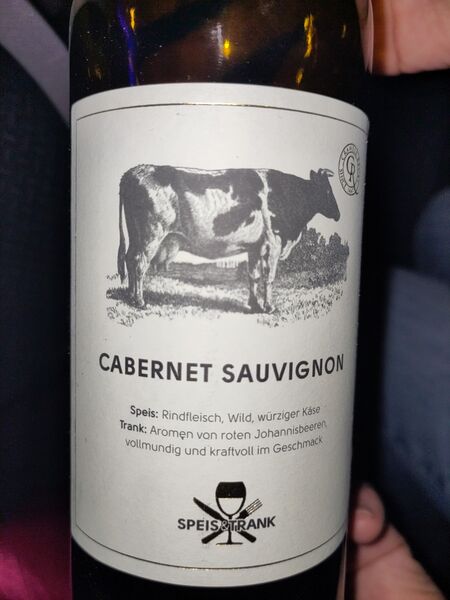 CABERNET SAUVIGNON
Speis: Rindfleisch, Wild, würziger Käse
Trank: Aromen von roten Johannisbeeren,
vollmundig und kraftvoll im Geschmack
SPEIS&TRANK